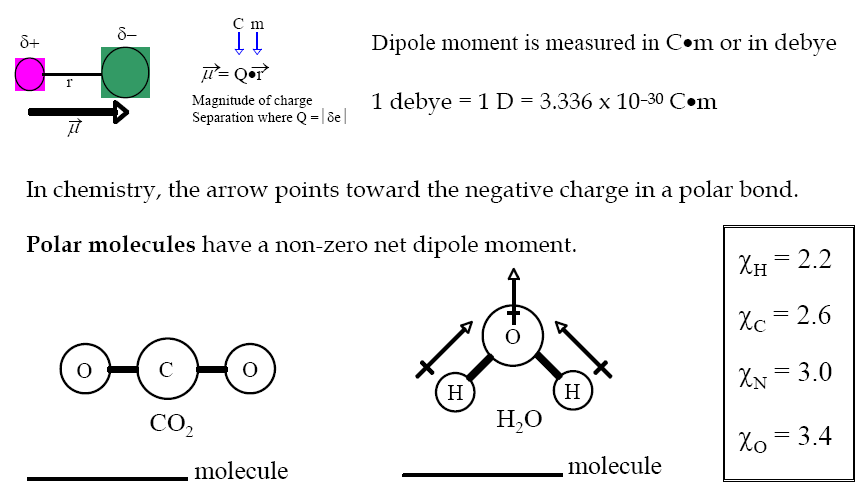 δ+
δ–
C m
r
μ⃗ = Q•r⃗
Magnitude of charge
Separation where Q = |δe|
μ⃗
Dipole moment is measured in C•m or in debye
1 debye = 1 D = 3.336 x 10⁻³⁰ C•m
In chemistry, the arrow points toward the negative charge in a polar bond.
Polar molecules have a non-zero net dipole moment.
O C O
CO₂
______ molecule
O
H H
H₂O
______ molecule
χH = 2.2
χC = 2.6
χN = 3.0
χO = 3.4